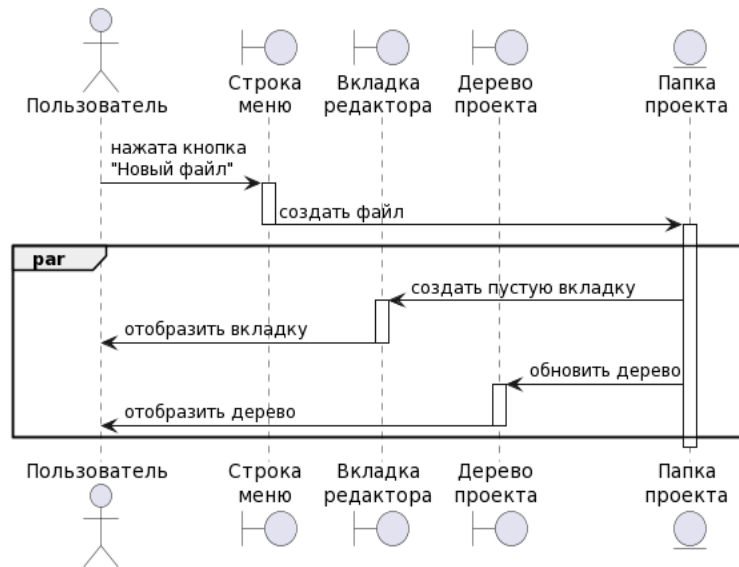 Пользователь
Строка
меню
Вкладка
редактора
Дерево
проекта
Папка
проекта
нажата кнопка
"Новый файл"
создать файл
par
создать пустую вкладку
отобразить вкладку
обновить дерево
отобразить дерево
Пользователь
Строка
меню
Вкладка
редактора
Дерево
проекта
Папка
проекта